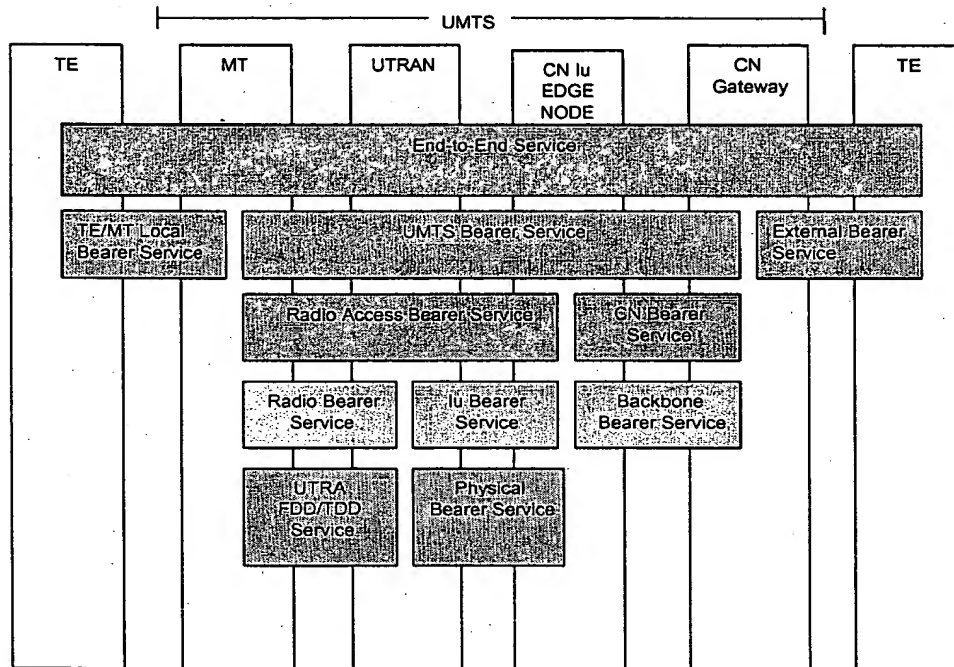 UMTS
TE
MT
UTRAN
CN Iu
EDGE
NODE
CN
Gateway
TE
End-to-End Service
TE/MT Local
Bearer Service
UMTS Bearer Service
External Bearer
Service
Radio Access Bearer Service
CN Bearer
Service
Radio Bearer
Service
Iu Bearer
Service
Backbone
Bearer Service
UTRA
FDD/TDD
Service
Physical
Bearer Service